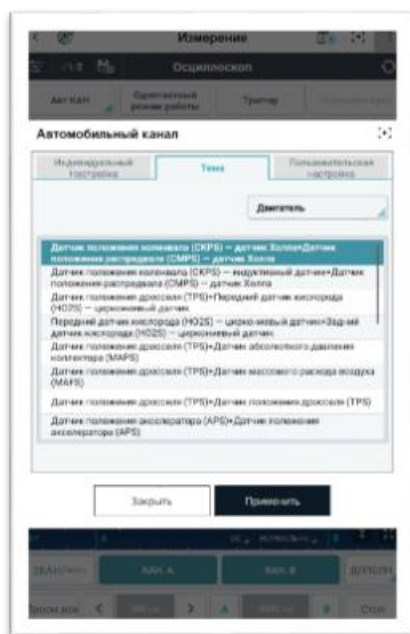 Измерение
Осциллоскоп
Авт КАН
режим работы
Триггер
Автомобильный канал
Индивидуальный
Настройка
Тема
Пользовательская
настройка
Двигатель
Датчик положения коленвала (CKPS) — датчик Холла+Датчик
положения распредвала (CMPS) — датчик Холла
Датчик положения коленвала (CKPS) — индуктивный датчик+Датчик
положения распредвала (CMPS) — датчик Холла
Датчик положения дросселя (TPS)+Передний датчик кислорода
(HO2S) — циркониевый датчик
Передний датчик кислорода (HO2S) — циркониевый датчик+Задний
датчик кислорода (HO2S) — циркониевый датчик
Датчик положения дросселя (TPS)+Датчик абсолютного давления
коллектора (MAPS)
Датчик положения дросселя (TPS)+Датчик массового расхода воздуха
(MAFS)
Датчик положения дросселя (TPS)+Датчик положения дросселя (TPS)
Датчик положения акселератора (APS)+Датчик положения
акселератора (APS)
Закрыть
Применить
КАН. A
КАН. B
A
B
Стоп